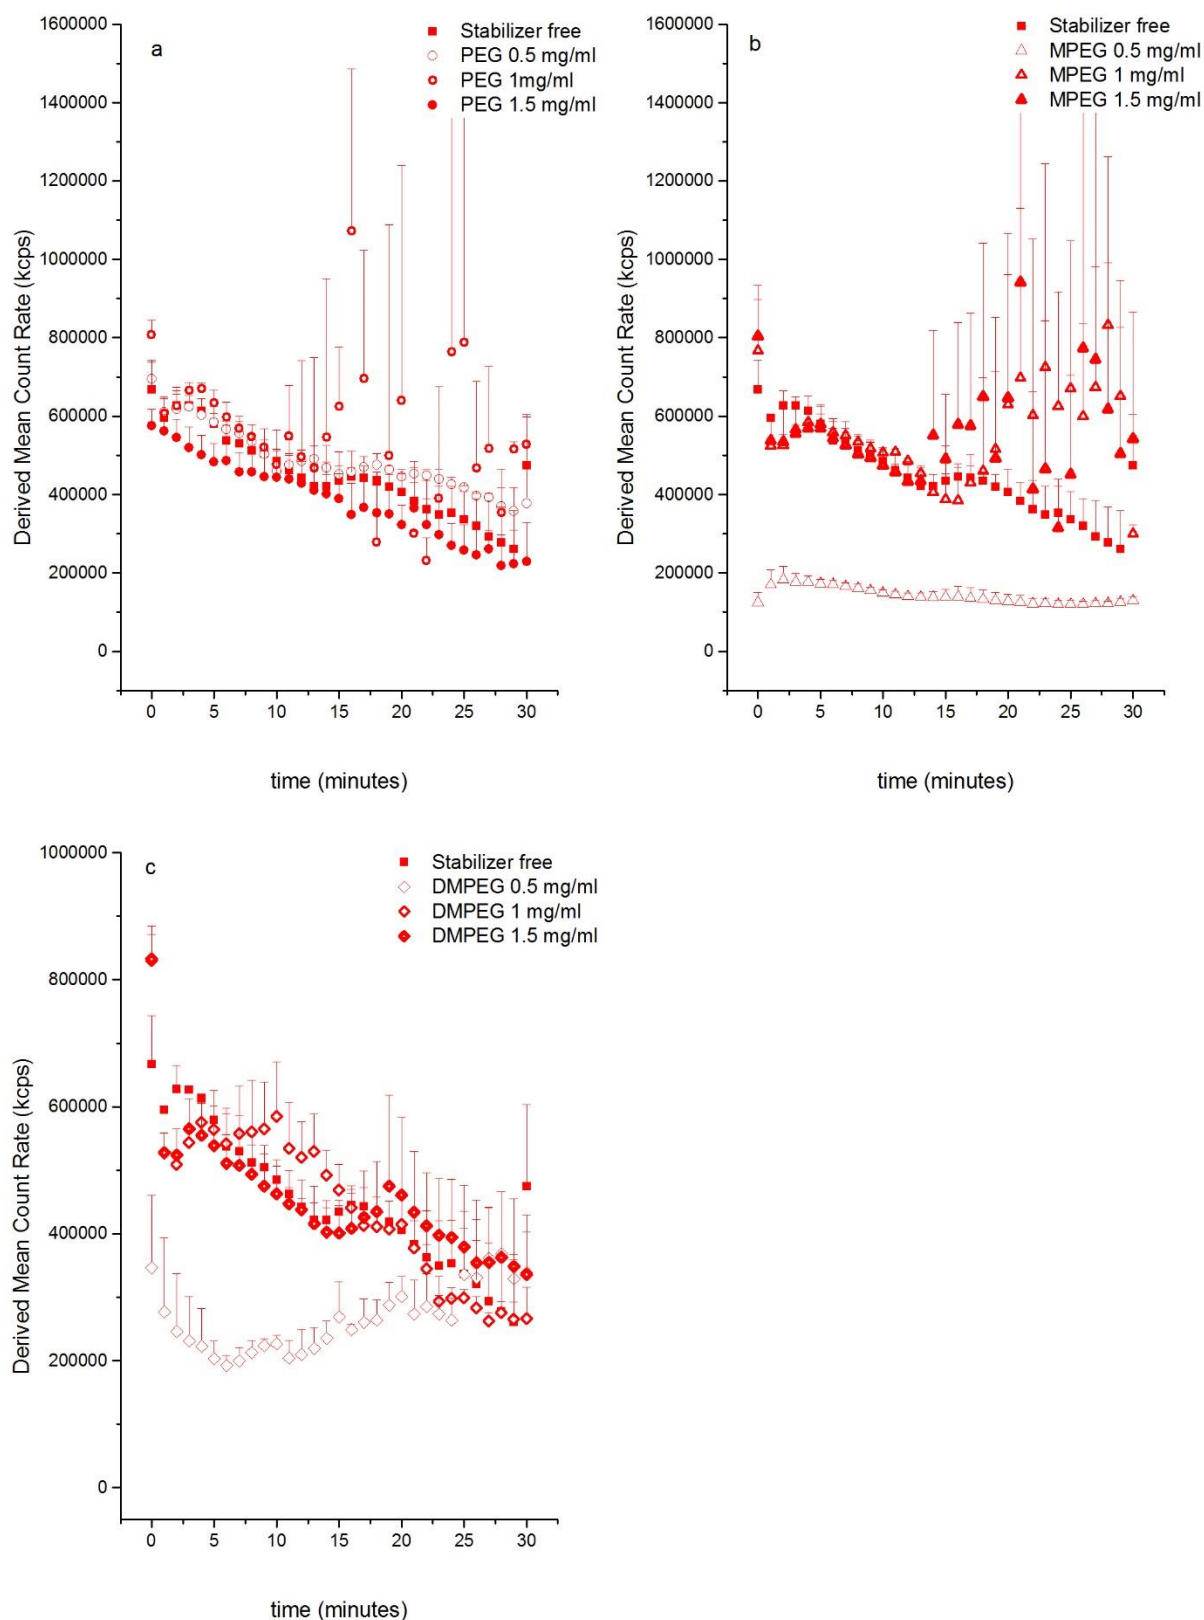 a
Stabilizer free
PEG 0.5 mg/ml
PEG 1mg/ml
PEG 1.5 mg/ml
1600000
1400000
1200000
1000000
800000
600000
400000
200000
0
Derived Mean Count Rate (kcps)
0 5 10 15 20 25 30
time (minutes)
b
Stabilizer free
MPEG 0.5 mg/ml
MPEG 1 mg/ml
MPEG 1.5 mg/ml
1600000
1400000
1200000
1000000
800000
600000
400000
200000
0
Derived Mean Count Rate (kcps)
0 5 10 15 20 25 30
time (minutes)
c
Stabilizer free
DMPEG 0.5 mg/ml
DMPEG 1 mg/ml
DMPEG 1.5 mg/ml
1000000
800000
600000
400000
200000
0
Derived Mean Count Rate (kcps)
0 5 10 15 20 25 30
time (minutes)